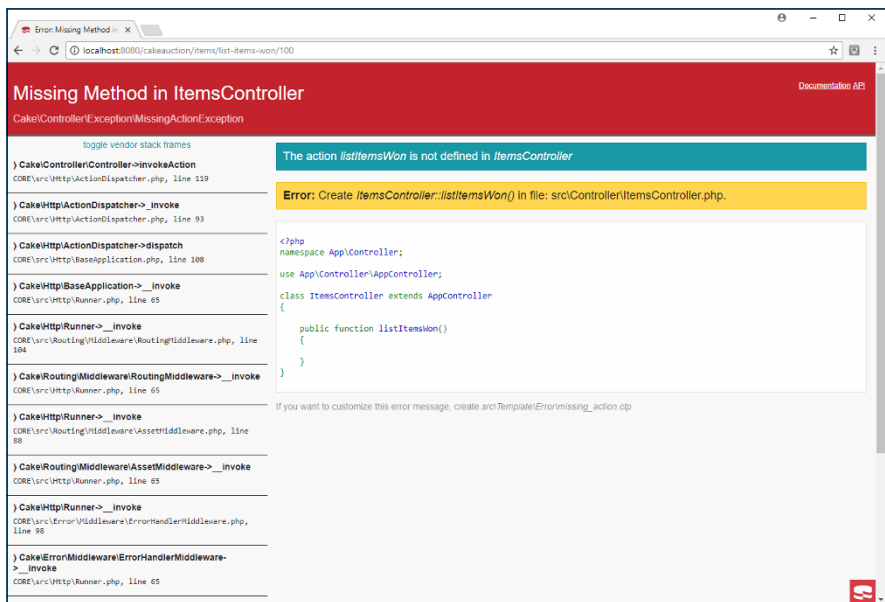 Error: Missing Method in
localhost:8080/cakeauction/items/list-items-won/100
Missing Method in ItemsController
Documentation API
Cake\Controller\Exception\MissingActionException
toggle vendor stack frames
⟩ Cake\Controller\Controller->invokeAction
CORE\src\Http\ActionDispatcher.php, line 119
⟩ Cake\Http\ActionDispatcher->_invoke
CORE\src\Http\ActionDispatcher.php, line 93
⟩ Cake\Http\ActionDispatcher->dispatch
CORE\src\Http\BaseApplication.php, line 108
⟩ Cake\Http\BaseApplication->__invoke
CORE\src\Http\Runner.php, line 65
⟩ Cake\Http\Runner->__invoke
CORE\src\Routing\Middleware\RoutingMiddleware.php, line
104
⟩ Cake\Routing\Middleware\RoutingMiddleware->__invoke
CORE\src\Http\Runner.php, line 65
⟩ Cake\Http\Runner->__invoke
CORE\src\Routing\Middleware\AssetMiddleware.php, line
88
⟩ Cake\Routing\Middleware\AssetMiddleware->__invoke
CORE\src\Http\Runner.php, line 65
⟩ Cake\Http\Runner->__invoke
CORE\src\Error\Middleware\ErrorHandlerMiddleware.php,
line 98
⟩ Cake\Error\Middleware\ErrorHandlerMiddleware-
>__invoke
CORE\src\Http\Runner.php, line 65
The action listItemsWon is not defined in ItemsController
Error: Create ItemsController::listItemsWon() in file: src\Controller\ItemsController.php.
<?php
namespace App\Controller;
use App\Controller\AppController;
class ItemsController extends AppController
{
public function listItemsWon()
{
}
}
If you want to customize this error message, create src\Template\Error\missing_action.ctp